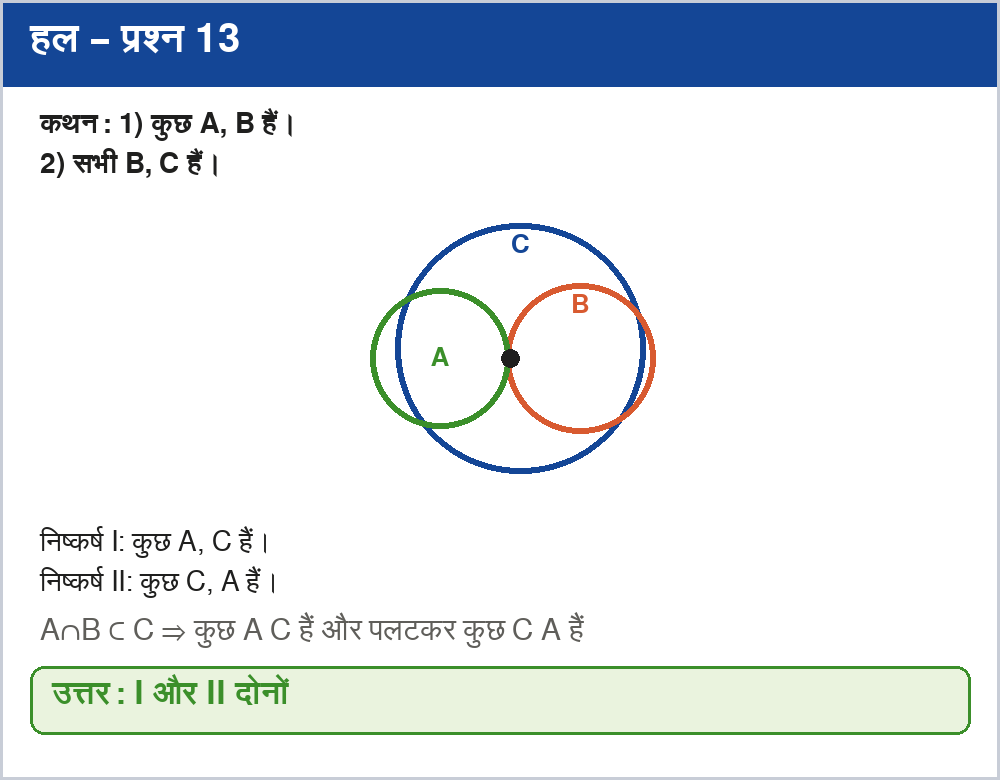 हल – प्रश्न 13
कथन : 1) कुछ A, B हैं।
2) सभी B, C हैं।
C
B
A
निष्कर्ष I: कुछ A, C हैं।
निष्कर्ष II: कुछ C, A हैं।
A∩B ⊂ C ⇒ कुछ A C हैं और पलटकर कुछ C A हैं
उत्तर : I और II दोनों